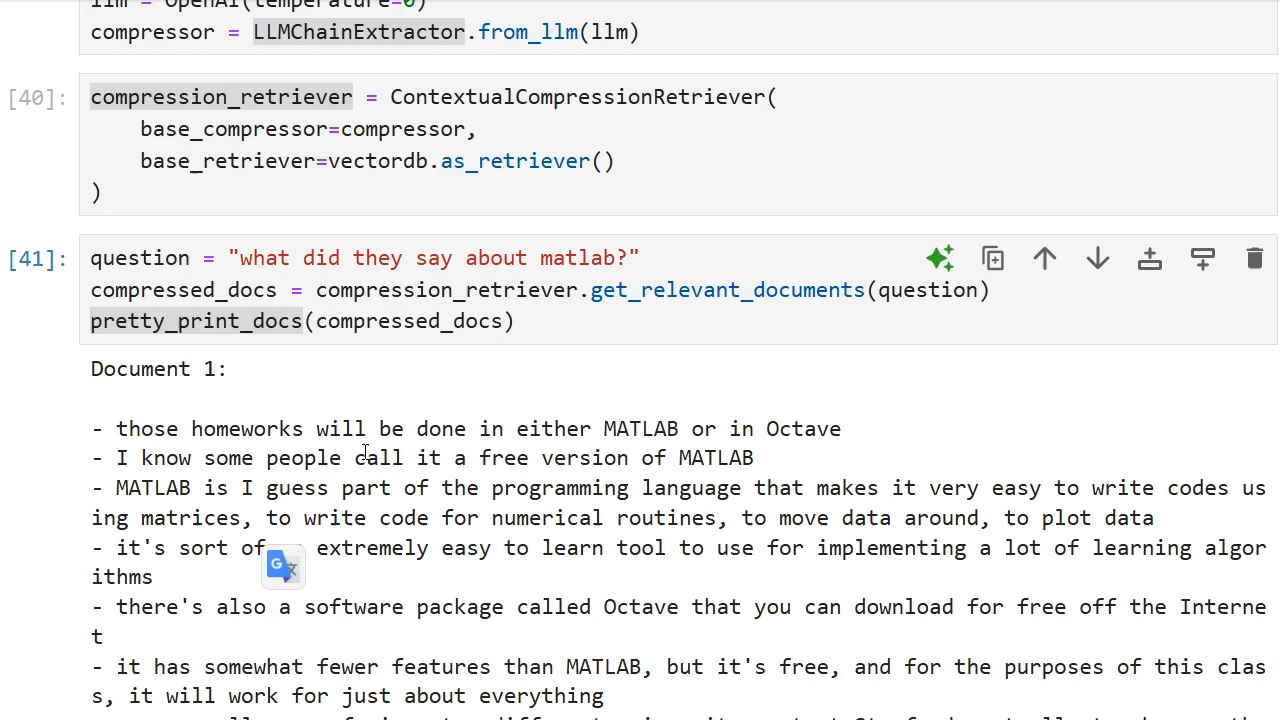 llm = OpenAI(temperature=0)
compressor = LLMChainExtractor.from_llm(llm)
[40]:
compression_retriever = ContextualCompressionRetriever(
    base_compressor=compressor,
    base_retriever=vectordb.as_retriever()
)
[41]:
question = "what did they say about matlab?"
compressed_docs = compression_retriever.get_relevant_documents(question)
pretty_print_docs(compressed_docs)
Document 1:
- those homeworks will be done in either MATLAB or in Octave
- I know some people call it a free version of MATLAB
- MATLAB is I guess part of the programming language that makes it very easy to write codes us
ing matrices, to write code for numerical routines, to move data around, to plot data
- it's sort of extremely easy to learn tool to use for implementing a lot of learning algor
ithms
- there's also a software package called Octave that you can download for free off the Interne
t
- it has somewhat fewer features than MATLAB, but it's free, and for the purposes of this clas
s, it will work for just about everything